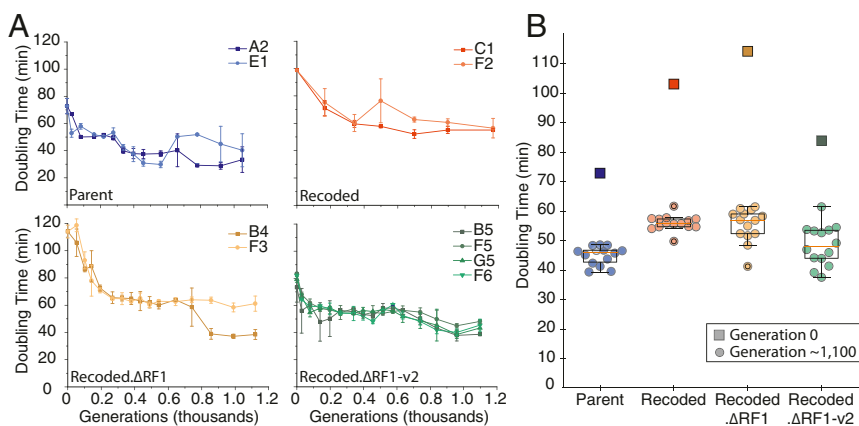 A
B
Doubling Time (min)
120
100
80
60
40
20
A2
E1
Parent
C1
F2
Recoded
Doubling Time (min)
120
100
80
60
40
20
0
B4
F3
Recoded.ΔRF1
B5
F5
G5
F6
Recoded.ΔRF1-v2
0 0.2 0.4 0.6 0.8 1.0 1.2
0 0.2 0.4 0.6 0.8 1.0 1.2
Generations (thousands)
Generations (thousands)
Doubling Time (min)
110
100
90
80
70
60
50
40
30
20
10
0
Generation 0
Generation ~1,100
Parent Recoded Recoded Recoded
.ΔRF1 .ΔRF1-v2